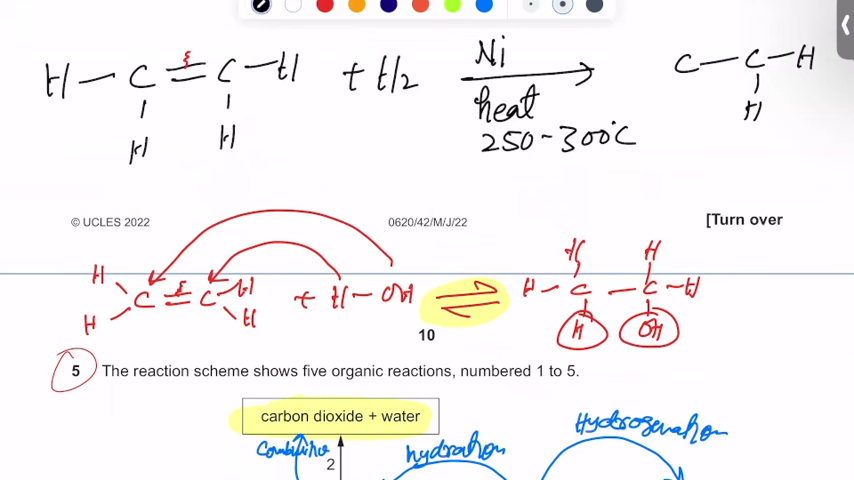 H – C = C – H + H2 Ni C – C – H
H H heat H
250-300°C
© UCLES 2022 0620/42/M/J/22 [Turn over
H H H
H C = C H + H – OH ⇌ H – C – C – H
H H H OH
10
5 The reaction scheme shows five organic reactions, numbered 1 to 5.
carbon dioxide + water
hydration Hydrogenation
2